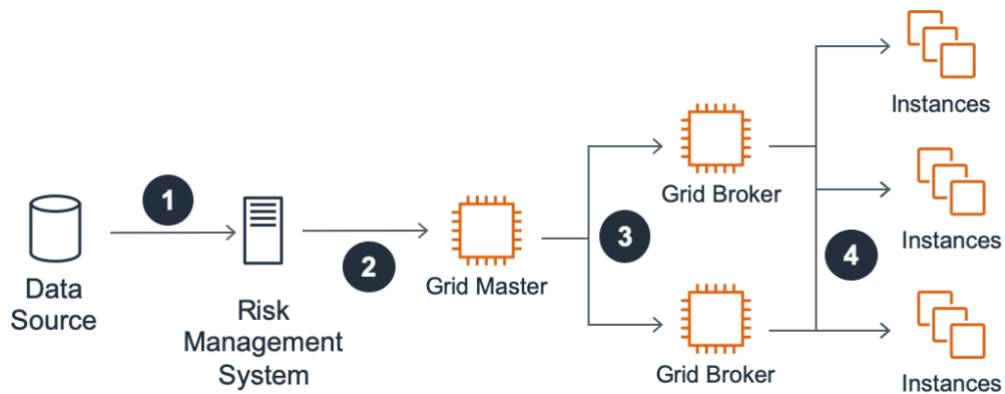 1
Data
Source
Risk
Management
System
2
Grid Master
3
Grid Broker
Grid Broker
4
Instances
Instances
Instances